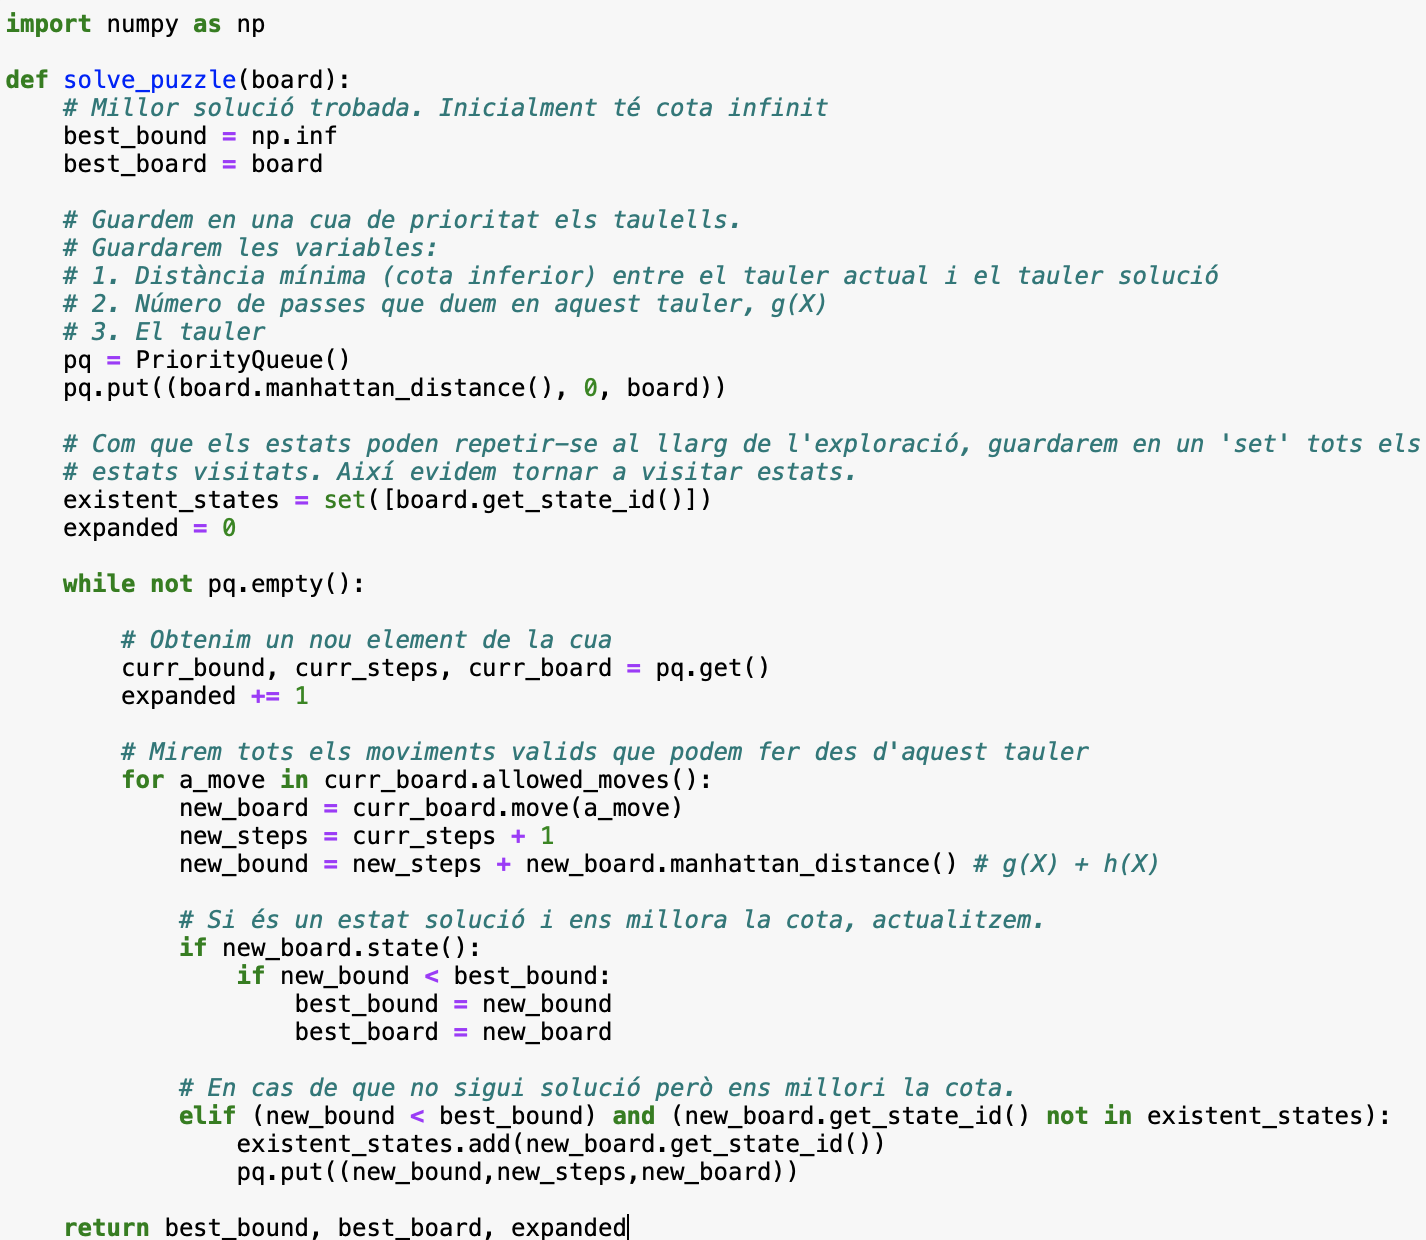 import numpy as np
def solve_puzzle(board):
    # Millor solució trobada. Inicialment té cota infinit
    best_bound = np.inf
    best_board = board
    # Guardem en una cua de prioritat els taulells.
    # Guardarem les variables:
    # 1. Distància mínima (cota inferior) entre el tauler actual i el tauler solució
    # 2. Número de passes que duem en aquest tauler, g(X)
    # 3. El tauler
    pq = PriorityQueue()
    pq.put((board.manhattan_distance(), 0, board))
    # Com que els estats poden repetir-se al llarg de l'exploració, guardarem en un 'set' tots els
    # estats visitats. Així evidem tornar a visitar estats.
    existent_states = set([board.get_state_id()])
    expanded = 0
    while not pq.empty():
        # Obtenim un nou element de la cua
        curr_bound, curr_steps, curr_board = pq.get()
        expanded += 1
        # Mirem tots els moviments valids que podem fer des d'aquest tauler
        for a_move in curr_board.allowed_moves():
            new_board = curr_board.move(a_move)
            new_steps = curr_steps + 1
            new_bound = new_steps + new_board.manhattan_distance() # g(X) + h(X)
            # Si és un estat solució i ens millora la cota, actualitzem.
            if new_board.state():
                if new_bound < best_bound:
                    best_bound = new_bound
                    best_board = new_board
            # En cas de que no sigui solució però ens millori la cota.
            elif (new_bound < best_bound) and (new_board.get_state_id() not in existent_states):
                existent_states.add(new_board.get_state_id())
                pq.put((new_bound,new_steps,new_board))
    return best_bound, best_board, expanded